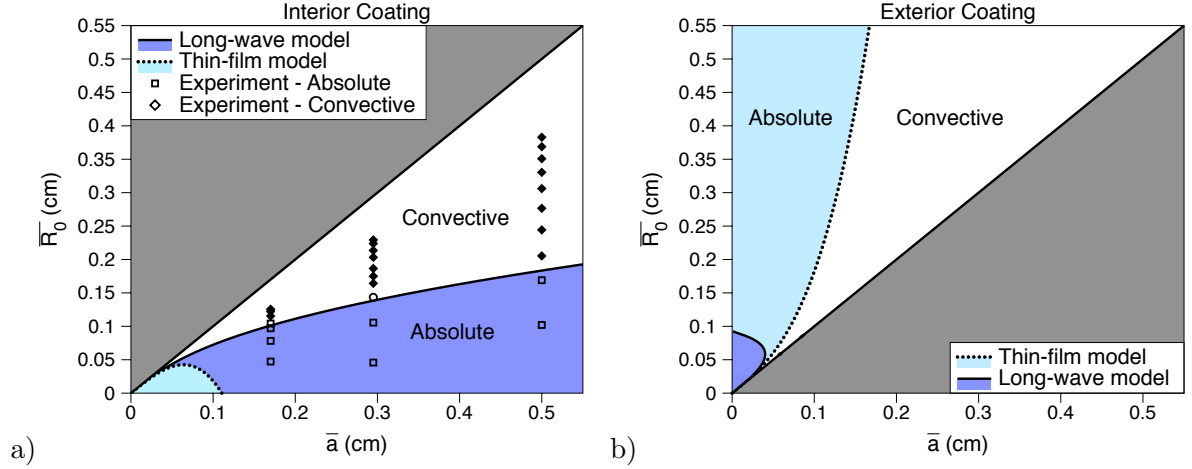 a)
Interior Coating
Long-wave model
Thin-film model
Experiment - Absolute
Experiment - Convective
Convective
Absolute
0.55
0.5
0.45
0.4
0.35
0.3
0.25
0.2
0.15
0.1
0.05
0
R̅₀ (cm)
0 0.1 0.2 0.3 0.4 0.5
a̅ (cm)
b)
Exterior Coating
Absolute
Convective
Thin-film model
Long-wave model
0.55
0.5
0.45
0.4
0.35
0.3
0.25
0.2
0.15
0.1
0.05
0
R̅₀ (cm)
0 0.1 0.2 0.3 0.4 0.5
a̅ (cm)